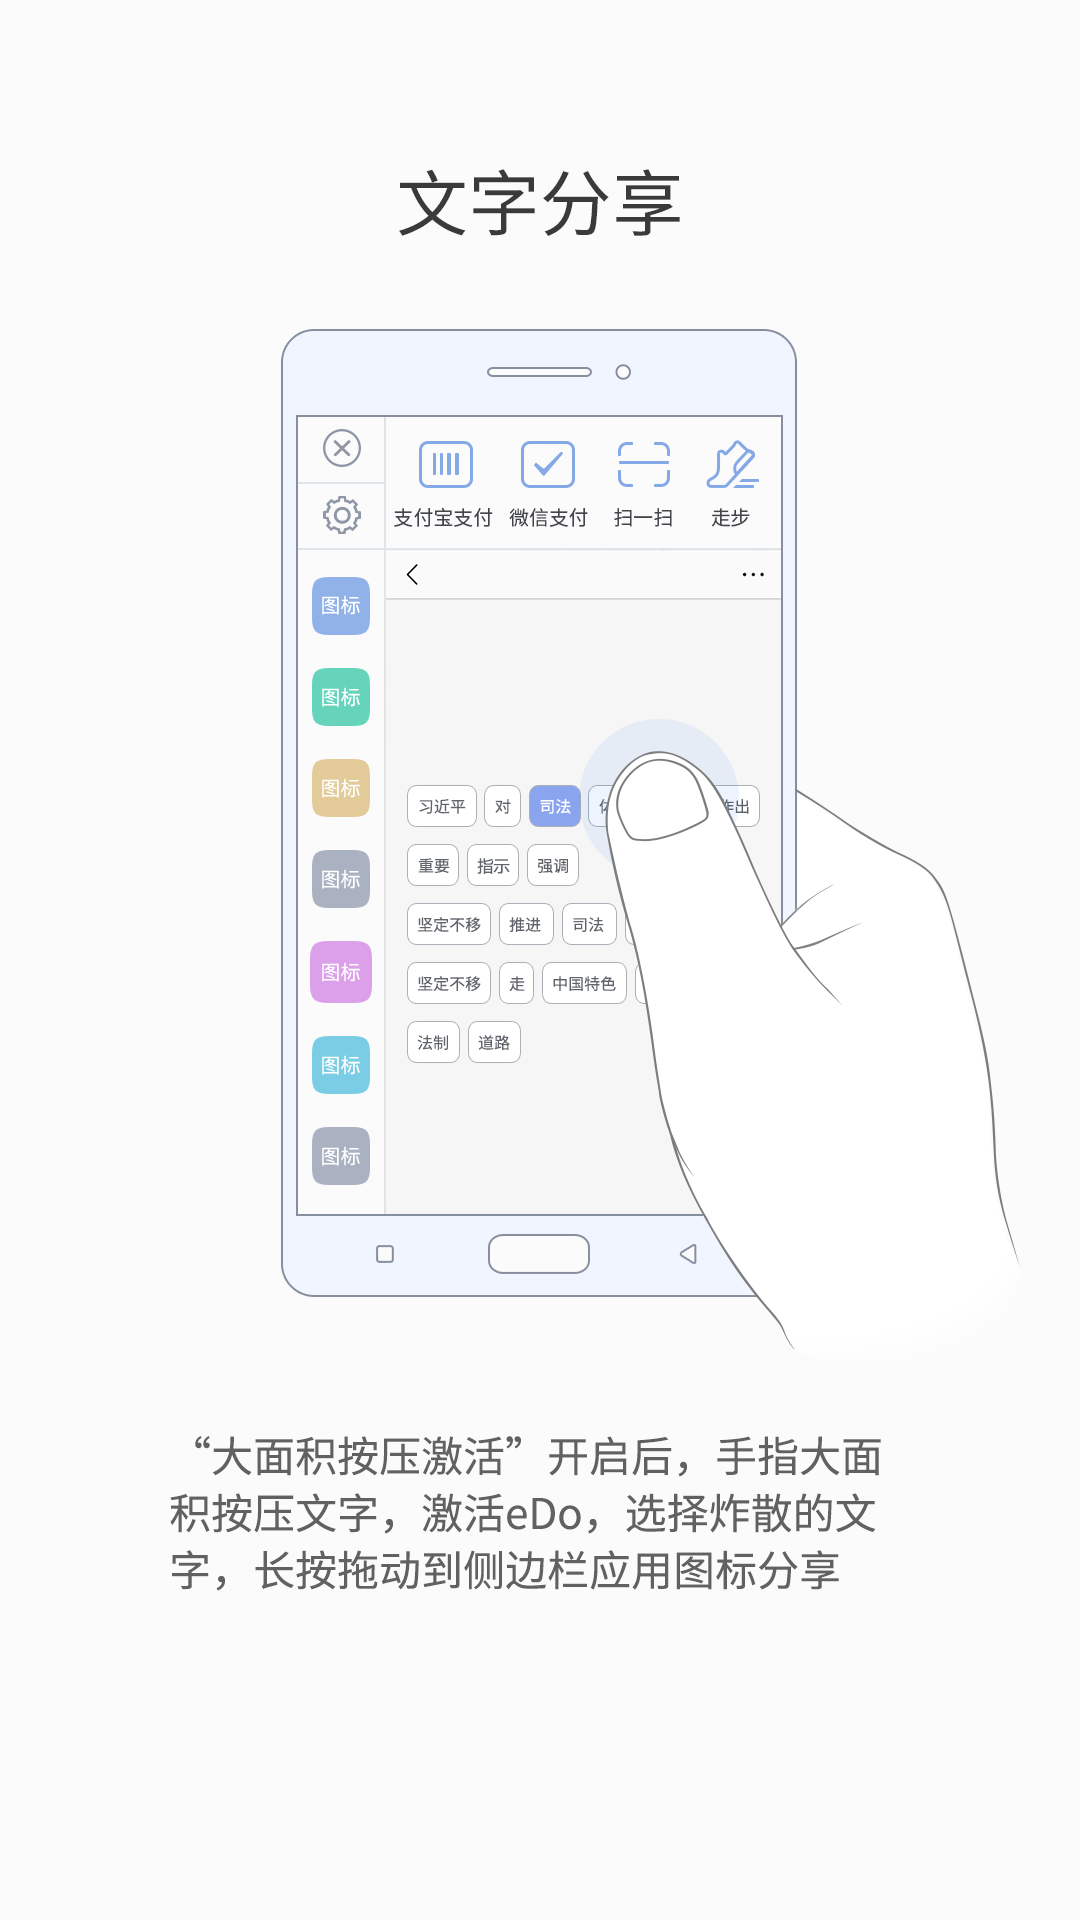 文字分享
支付宝支付 微信支付 扫一扫 走步
图标
图标
图标
图标
图标
图标
图标
习近平 对 司法 作出
重要 指示 强调
坚定不移 推进 司法
坚定不移 走 中国特色
法制 道路
“大面积按压激活”开启后，手指大面
积按压文字，激活eDo，选择炸散的文
字，长按拖动到侧边栏应用图标分享